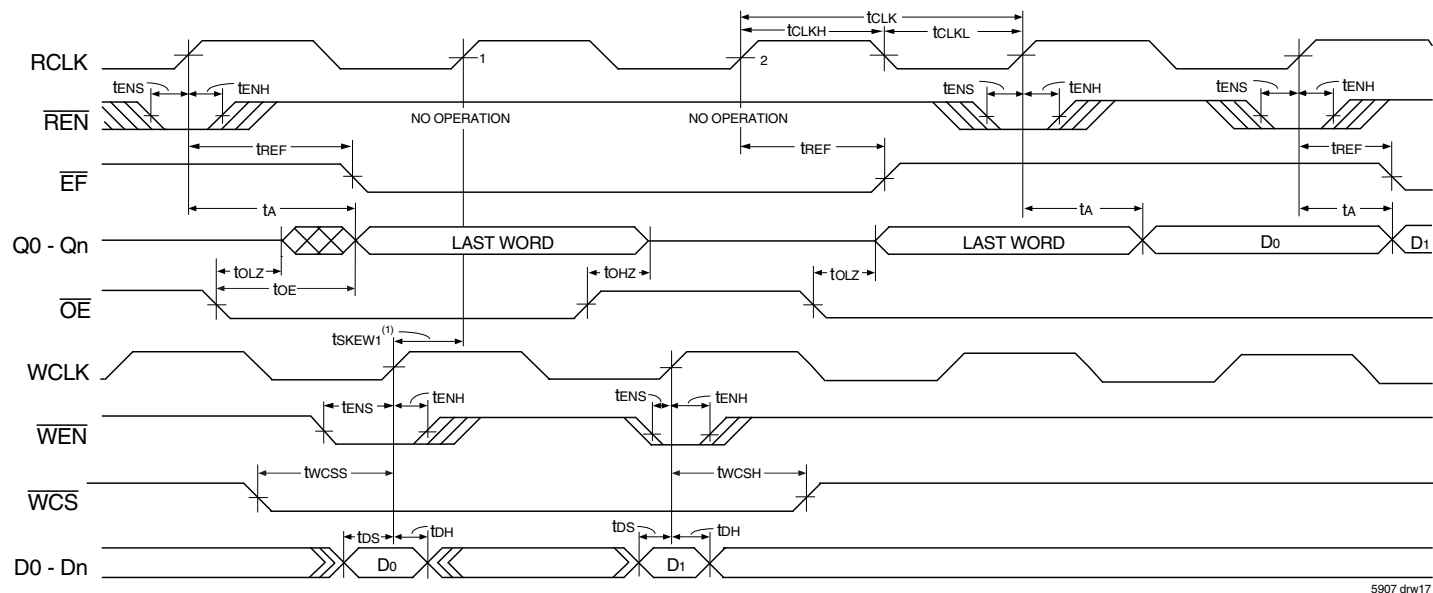 tCLK
tCLKH
tCLKL
RCLK
1
2
tENS
tENH
tENS
tENH
tENS
tENH
REN
NO OPERATION
NO OPERATION
tREF
tREF
tREF
EF
tA
tA
tA
Q0 - Qn
LAST WORD
LAST WORD
D0
D1
tOLZ
tOHZ
tOLZ
tOE
OE
tSKEW1(1)
WCLK
tENS
tENH
tENS
tENH
WEN
tWCSS
tWCSH
WCS
tDS
tDH
tDS
tDH
D0 - Dn
D0
D1
5907 drw17